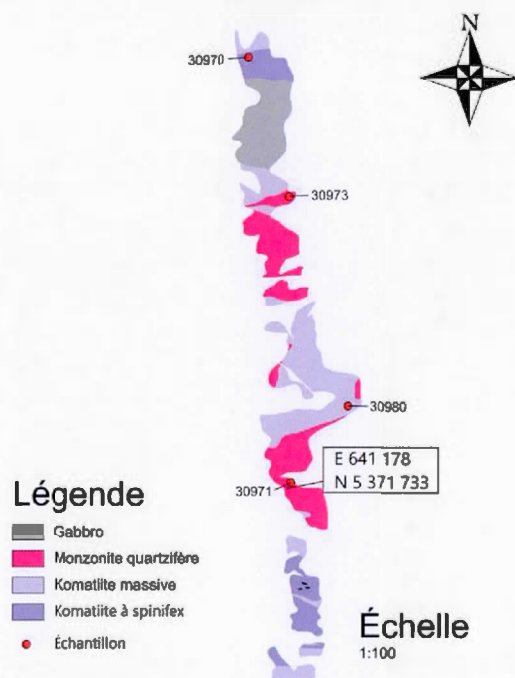 N
30970
30973
30980
E 641 178
N 5 371 733
30971
Légende
Gabbro
Monzonite quartzifère
Komatiite massive
Komatiite à spinifex
Échantillon
Échelle
1:100